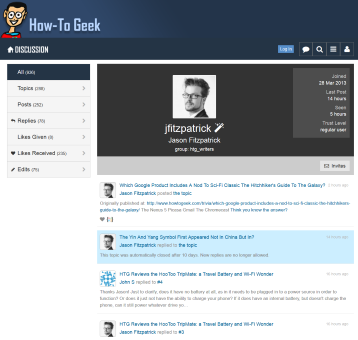 How-To Geek
DISCUSSION
Log In
All (835)
Topics (298)
Posts (252)
Replies (70)
Likes Given (8)
Likes Received (235)
Edits (75)
jfitzpatrick
Jason Fitzpatrick
group: htg_writers
Joined
28 Mar 2013
Last Post
14 hours
Seen
5 hours
Trust Level
regular user
Invites
Which Google Product Includes A Nod To Sci-Fi Classic The Hitchhiker's Guide To The Galaxy?
Jason Fitzpatrick posted the topic
Originally published at: http://www.howtogeek.com/trivia/which-google-product-includes-a-nod-to-sci-fi-classic-the-hitchhikers-
guide-to-the-galaxy/ The Nexus 5 Please Great The Chromecast Think you know the answer?
The Yin And Yang Symbol First Appeared Not In China But In?
Jason Fitzpatrick replied to the topic
This topic was automatically closed after 10 days. New replies are no longer allowed.
HTG Reviews the HooToo TripMate: a Travel Battery and Wi-Fi Wonder
John S replied to #4
Thanks Jason! Just to clarify, does it have no battery at all, as in it needs to be plugged in to a power source in order to
function? Or does it just not have the ability to charge your phone? If it does have an internal battery, but doesn't charge the
phone, can it still power whatever drive yo...
HTG Reviews the HooToo TripMate: a Travel Battery and Wi-Fi Wonder
Jason Fitzpatrick replied to #3